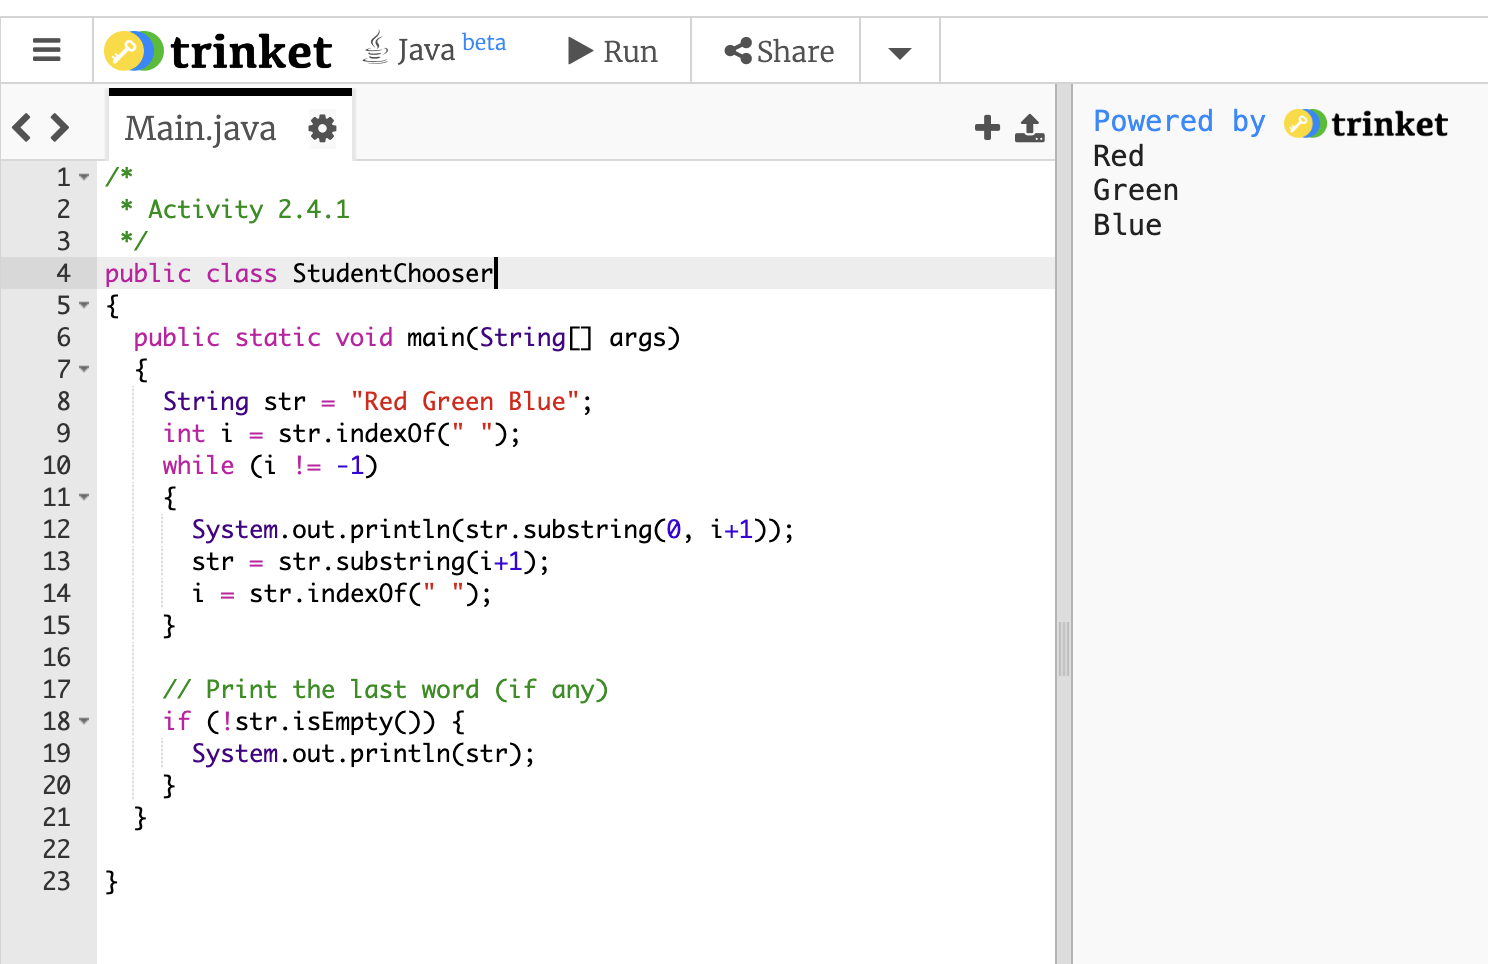 trinket Java beta Run Share
Main.java
1 /*
2  * Activity 2.4.1
3  */
4 public class StudentChooser
5 {
6   public static void main(String[] args)
7   {
8     String str = "Red Green Blue";
9     int i = str.indexOf(" ");
10     while (i != -1)
11     {
12       System.out.println(str.substring(0, i+1));
13       str = str.substring(i+1);
14       i = str.indexOf(" ");
15     }
16
17     // Print the last word (if any)
18     if (!str.isEmpty()) {
19       System.out.println(str);
20     }
21   }
22
23 }
Powered by trinket
Red
Green
Blue